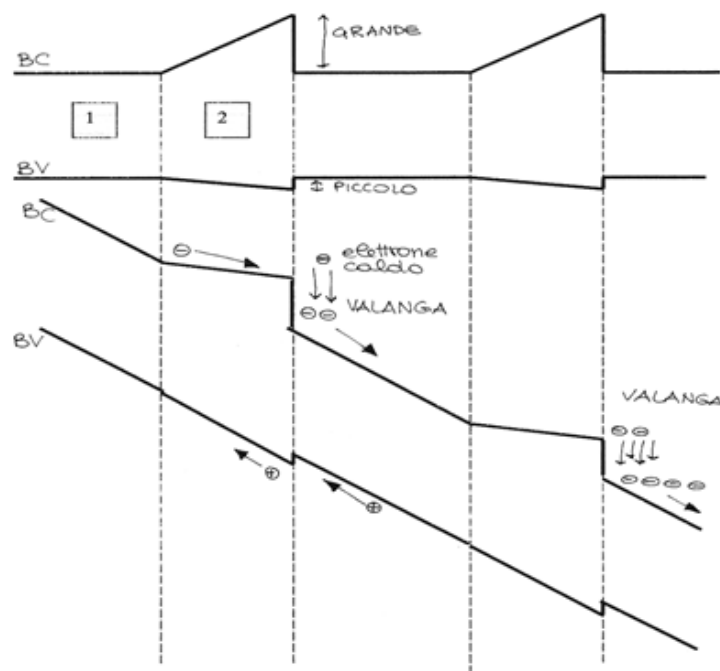 GRANDE
BC
1
2
BV
PICCOLO
BC
elettrone
caldo
VALANGA
BV
VALANGA